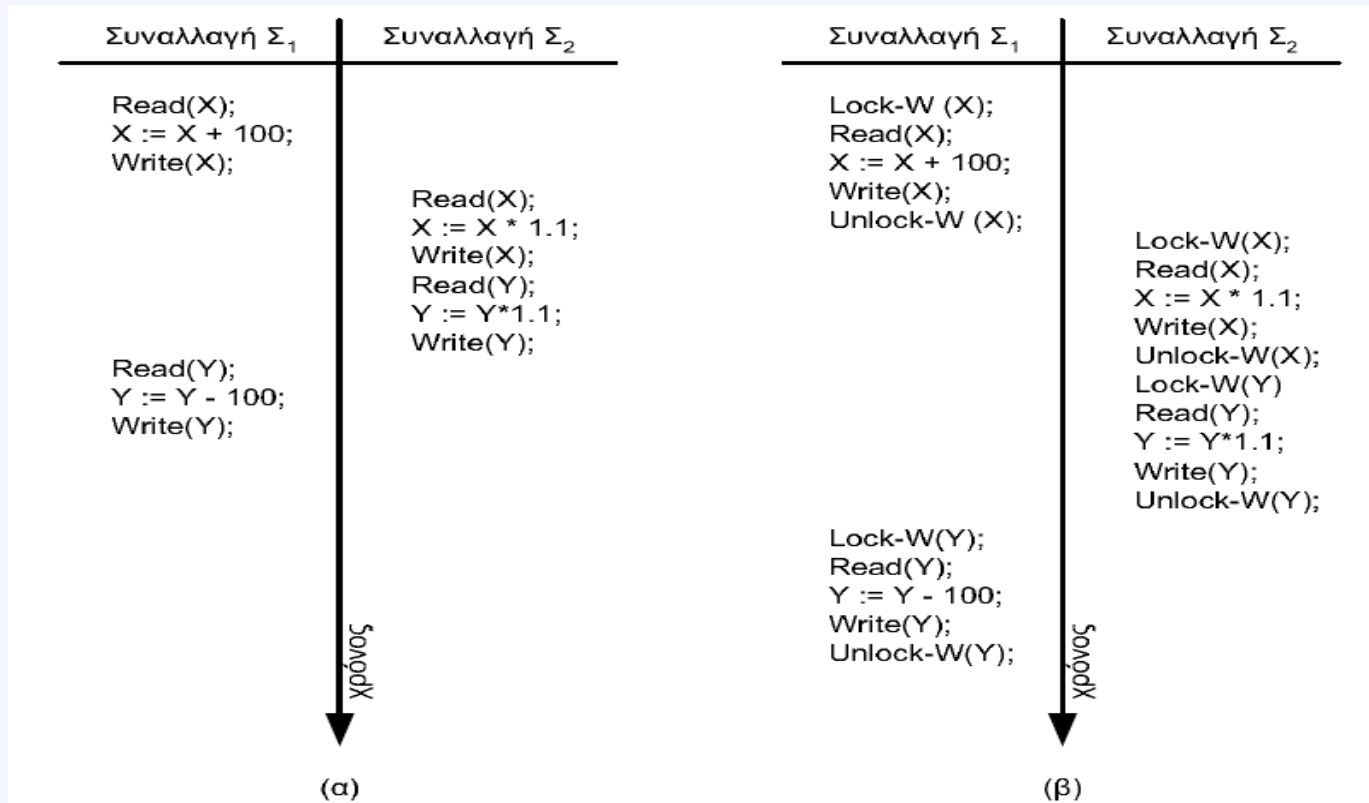 Συναλλαγή Σ₁
Συναλλαγή Σ₂
Read(X);
X := X + 100;
Write(X);
Read(X);
X := X * 1.1;
Write(X);
Read(Y);
Y := Y*1.1;
Write(Y);
Read(Y);
Y := Y - 100;
Write(Y);
χρόνος
(α)
Συναλλαγή Σ₁
Συναλλαγή Σ₂
Lock-W (X);
Read(X);
X := X + 100;
Write(X);
Unlock-W (X);
Lock-W(X);
Read(X);
X := X * 1.1;
Write(X);
Unlock-W(X);
Lock-W(Y)
Read(Y);
Y := Y*1.1;
Write(Y);
Unlock-W(Y);
Lock-W(Y);
Read(Y);
Y := Y - 100;
Write(Y);
Unlock-W(Y);
χρόνος
(β)